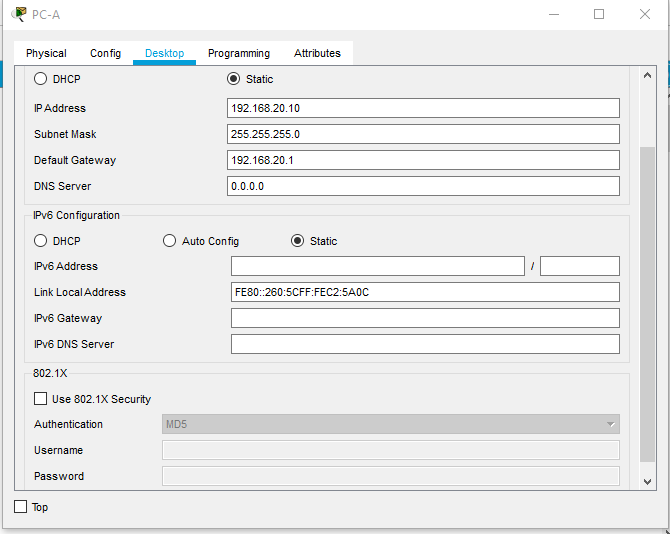 PC-A
Physical Config Desktop Programming Attributes
DHCP Static
IP Address 192.168.20.10
Subnet Mask 255.255.255.0
Default Gateway 192.168.20.1
DNS Server 0.0.0.0
IPv6 Configuration
DHCP Auto Config Static
IPv6 Address /
Link Local Address FE80::260:5CFF:FEC2:5A0C
IPv6 Gateway
IPv6 DNS Server
802.1X
Use 802.1X Security
Authentication MD5
Username
Password
Top